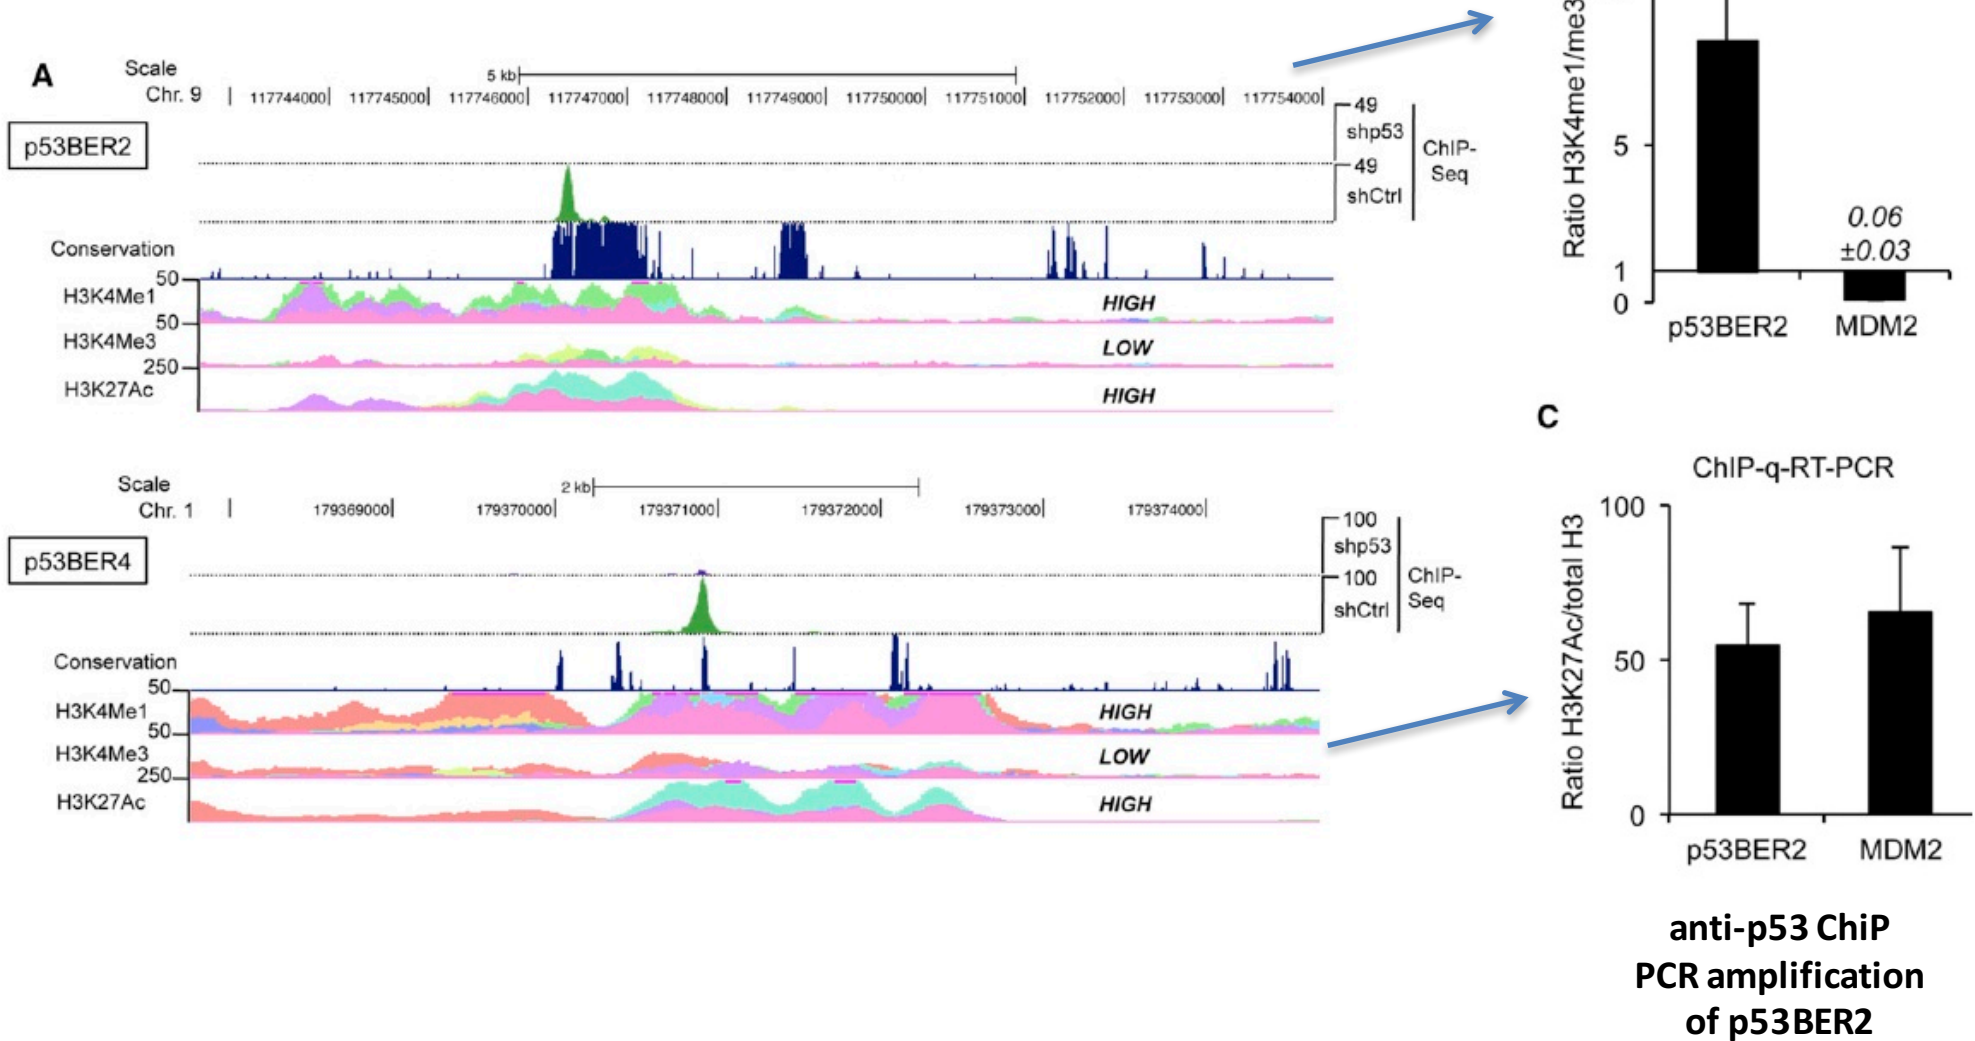 A
Scale
5 kb
Chr. 9
117744000
117745000
117746000
117747000
117748000
117749000
117750000
117751000
117752000
117753000
117754000
p53BER2
49
shp53
49
shCtrl
ChIP-
Seq
Conservation
50
H3K4Me1
HIGH
50
H3K4Me3
LOW
250
H3K27Ac
HIGH
Scale
2 kb
Chr. 1
179369000
179370000
179371000
179372000
179373000
179374000
p53BER4
100
shp53
100
shCtrl
ChIP-
Seq
Conservation
50
H3K4Me1
HIGH
50
H3K4Me3
LOW
250
H3K27Ac
HIGH
Ratio H3K4me1/me3
5
1
0
0.06
±0.03
p53BER2
MDM2
C
ChIP-q-RT-PCR
Ratio H3K27Ac/total H3
100
50
0
p53BER2
MDM2
anti-p53 ChiP
PCR amplification
of p53BER2